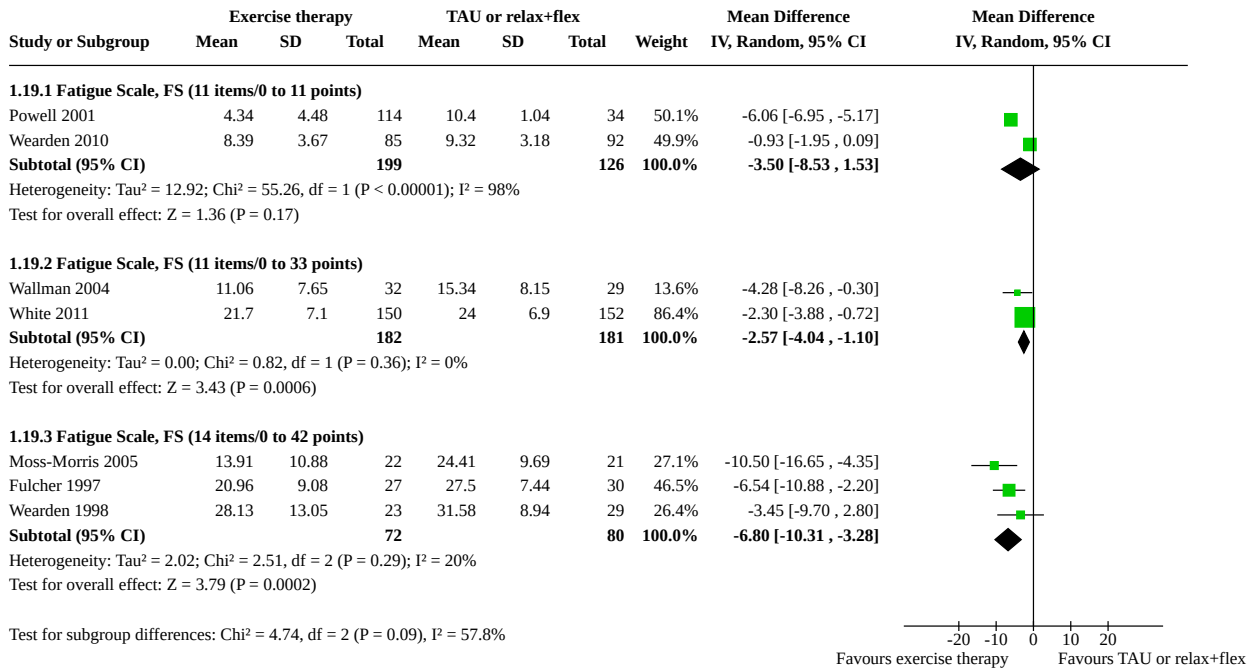 Exercise therapy TAU or relax+flex Mean Difference Mean Difference
Study or Subgroup Mean SD Total Mean SD Total Weight IV, Random, 95% CI IV, Random, 95% CI
1.19.1 Fatigue Scale, FS (11 items/0 to 11 points)
Powell 2001 4.34 4.48 114 10.4 1.04 34 50.1% -6.06 [-6.95 , -5.17]
Wearden 2010 8.39 3.67 85 9.32 3.18 92 49.9% -0.93 [-1.95 , 0.09]
Subtotal (95% CI) 199 126 100.0% -3.50 [-8.53 , 1.53]
Heterogeneity: Tau² = 12.92; Chi² = 55.26, df = 1 (P < 0.00001); I² = 98%
Test for overall effect: Z = 1.36 (P = 0.17)
1.19.2 Fatigue Scale, FS (11 items/0 to 33 points)
Wallman 2004 11.06 7.65 32 15.34 8.15 29 13.6% -4.28 [-8.26 , -0.30]
White 2011 21.7 7.1 150 24 6.9 152 86.4% -2.30 [-3.88 , -0.72]
Subtotal (95% CI) 182 181 100.0% -2.57 [-4.04 , -1.10]
Heterogeneity: Tau² = 0.00; Chi² = 0.82, df = 1 (P = 0.36); I² = 0%
Test for overall effect: Z = 3.43 (P = 0.0006)
1.19.3 Fatigue Scale, FS (14 items/0 to 42 points)
Moss-Morris 2005 13.91 10.88 22 24.41 9.69 21 27.1% -10.50 [-16.65 , -4.35]
Fulcher 1997 20.96 9.08 27 27.5 7.44 30 46.5% -6.54 [-10.88 , -2.20]
Wearden 1998 28.13 13.05 23 31.58 8.94 29 26.4% -3.45 [-9.70 , 2.80]
Subtotal (95% CI) 72 80 100.0% -6.80 [-10.31 , -3.28]
Heterogeneity: Tau² = 2.02; Chi² = 2.51, df = 2 (P = 0.29); I² = 20%
Test for overall effect: Z = 3.79 (P = 0.0002)
Test for subgroup differences: Chi² = 4.74, df = 2 (P = 0.09), I² = 57.8%
-20 -10 0 10 20
Favours exercise therapy Favours TAU or relax+flex